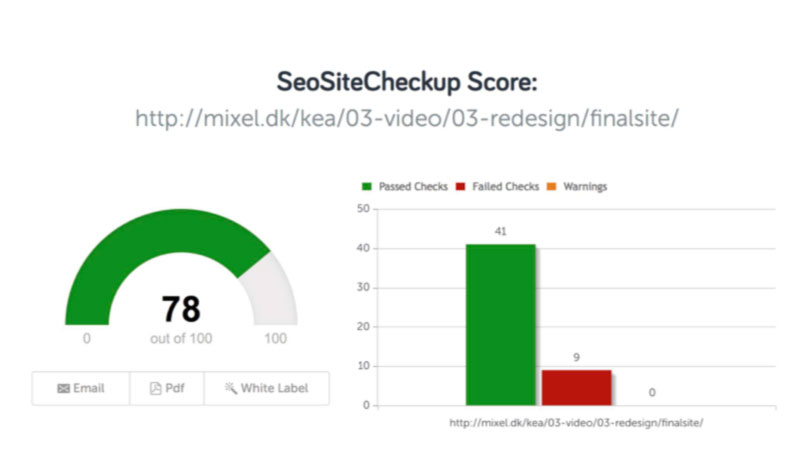 SeoSiteCheckup Score:
http://mixel.dk/kea/03-video/03-redesign/finalsite/
Passed Checks Failed Checks Warnings
78
0 out of 100 100
Email Pdf White Label
50
40
30
20
10
0
41
9
0
http://mixel.dk/kea/03-video/03-redesign/finalsite/